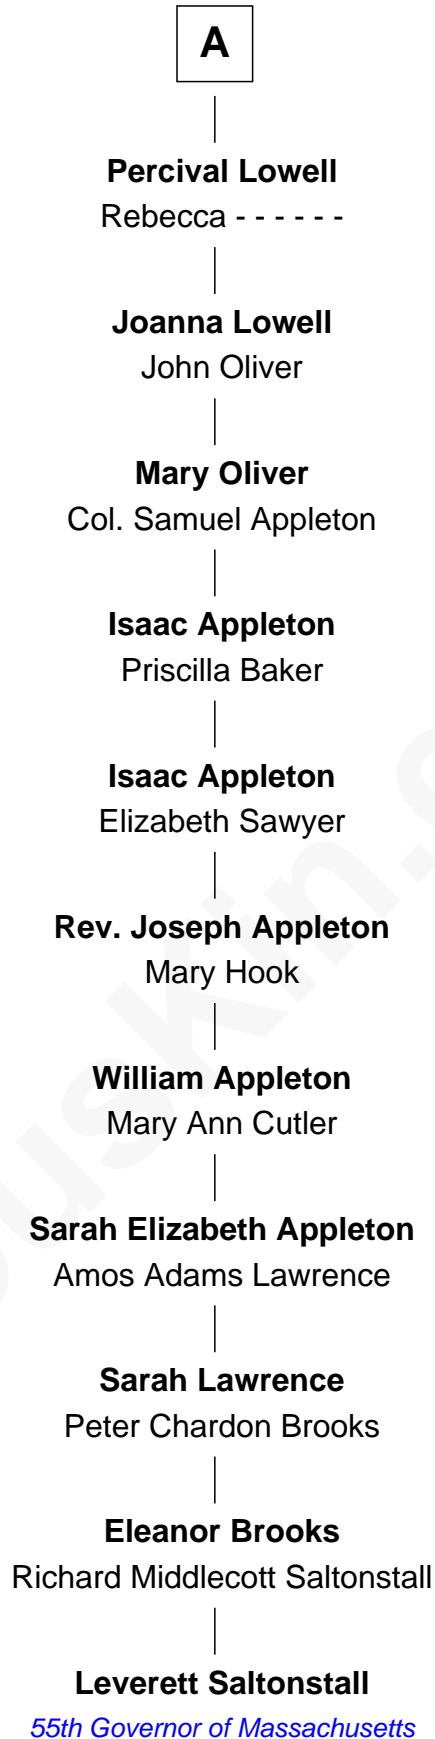 A
Percival Lowell
Rebecca - - - - - -
Joanna Lowell
John Oliver
Mary Oliver
Col. Samuel Appleton
Isaac Appleton
Priscilla Baker
Isaac Appleton
Elizabeth Sawyer
Rev. Joseph Appleton
Mary Hook
William Appleton
Mary Ann Cutler
Sarah Elizabeth Appleton
Amos Adams Lawrence
Sarah Lawrence
Peter Chardon Brooks
Eleanor Brooks
Richard Middlecott Saltonstall
Leverett Saltonstall
55th Governor of Massachusetts